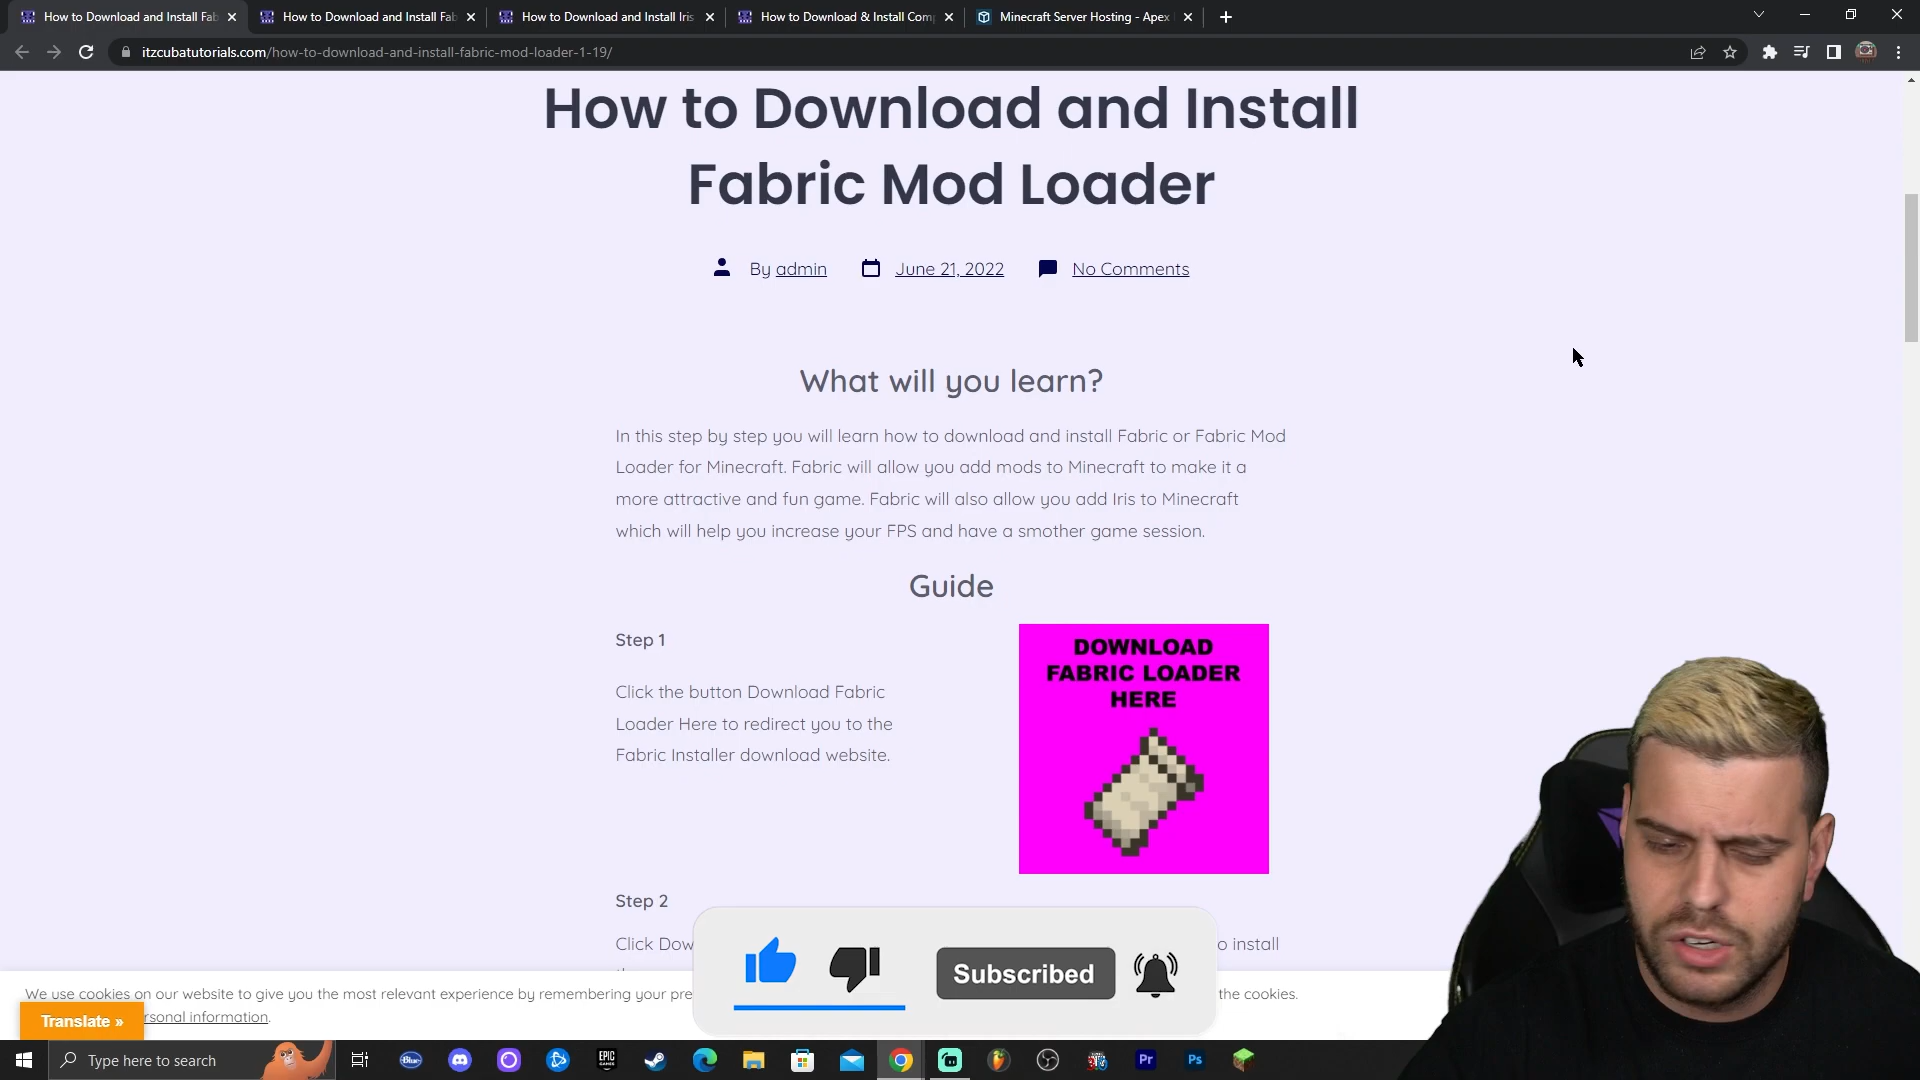 How to Download and Install Fab
How to Download and Install Fab
How to Download and Install Iris
How to Download & Install Comp
Minecraft Server Hosting - Apex
itzcubatutorials.com/how-to-download-and-install-fabric-mod-loader-1-19/
How to Download and Install
Fabric Mod Loader
By admin
June 21, 2022
No Comments
What will you learn?
In this step by step you will learn how to download and install Fabric or Fabric Mod
Loader for Minecraft. Fabric will allow you add mods to Minecraft to make it a
more attractive and fun game. Fabric will also allow you add Iris to Minecraft
which will help you increase your FPS and have a smother game session.
Guide
Step 1
Click the button Download Fabric
Loader Here to redirect you to the
Fabric Installer download website.
DOWNLOAD
FABRIC LOADER
HERE
Step 2
Click Dow
o install
Subscribed
We use cookies on our website to give you the most relevant experience by remembering your pre
the cookies.
Translate »
rsonal information.
Type here to search
Blue
EPIC
GAMES
Pr
Ps